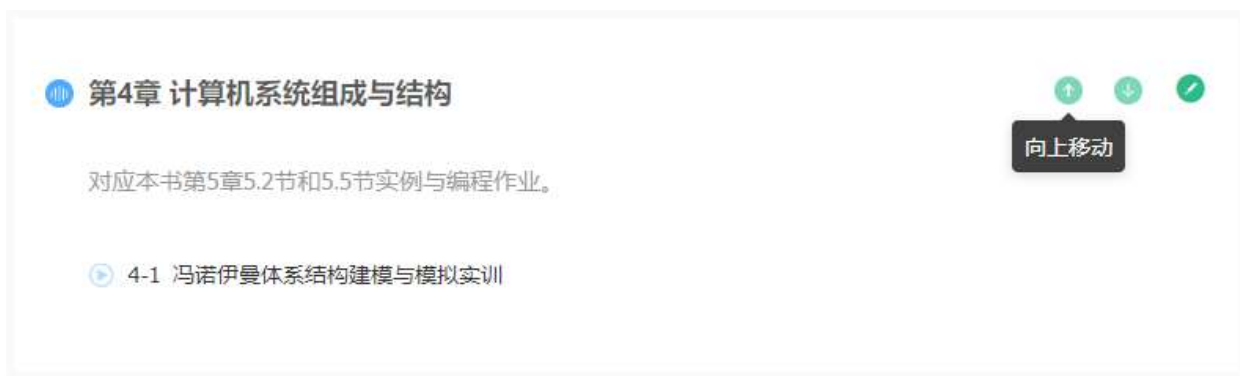 第4章 计算机系统组成与结构
向上移动
对应本书第5章5.2节和5.5节实例与编程作业。
4-1 冯诺伊曼体系结构建模与模拟实训